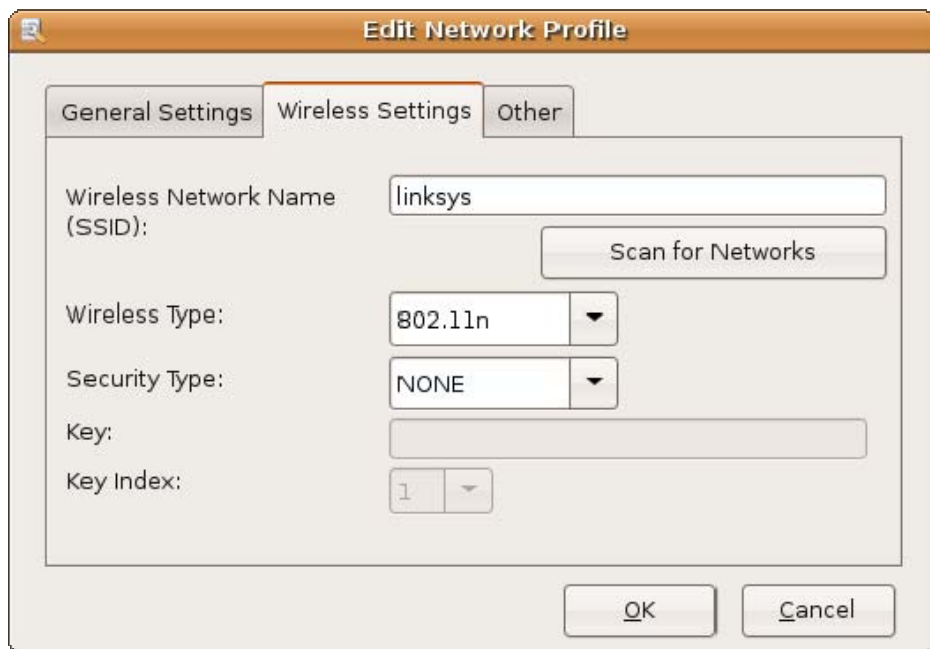 Edit Network Profile
General Settings
Wireless Settings
Other
Wireless Network Name
(SSID):
linksys
Scan for Networks
Wireless Type:
802.11n
Security Type:
NONE
Key:
Key Index:
1
OK
Cancel